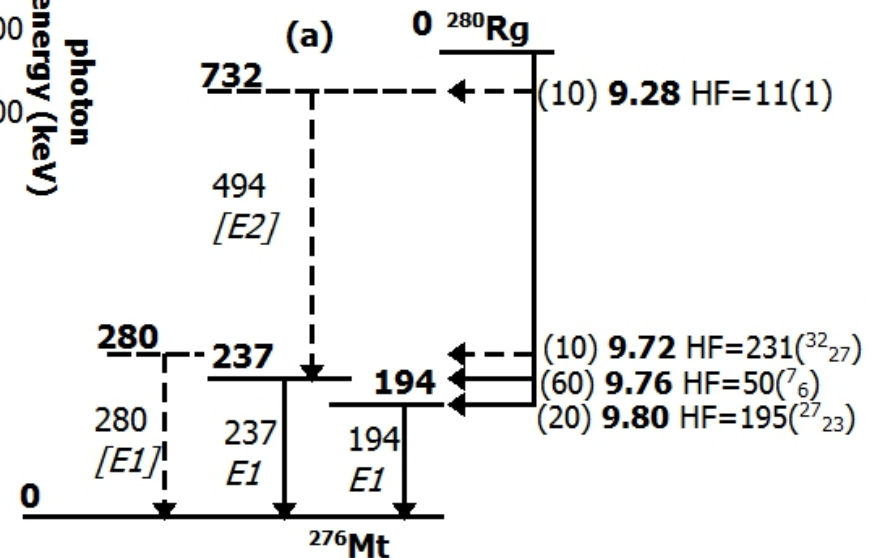 00
00
photon
energy (keV)
(a)
0 ²⁸⁰Rg
732
(10) 9.28 HF=11(1)
494
[E2]
280
237
194
(10) 9.72 HF=231(³²₂₇)
(60) 9.76 HF=50(⁷₆)
(20) 9.80 HF=195(²⁷₂₃)
280
[E1]
237
E1
194
E1
0
²⁷⁶Mt